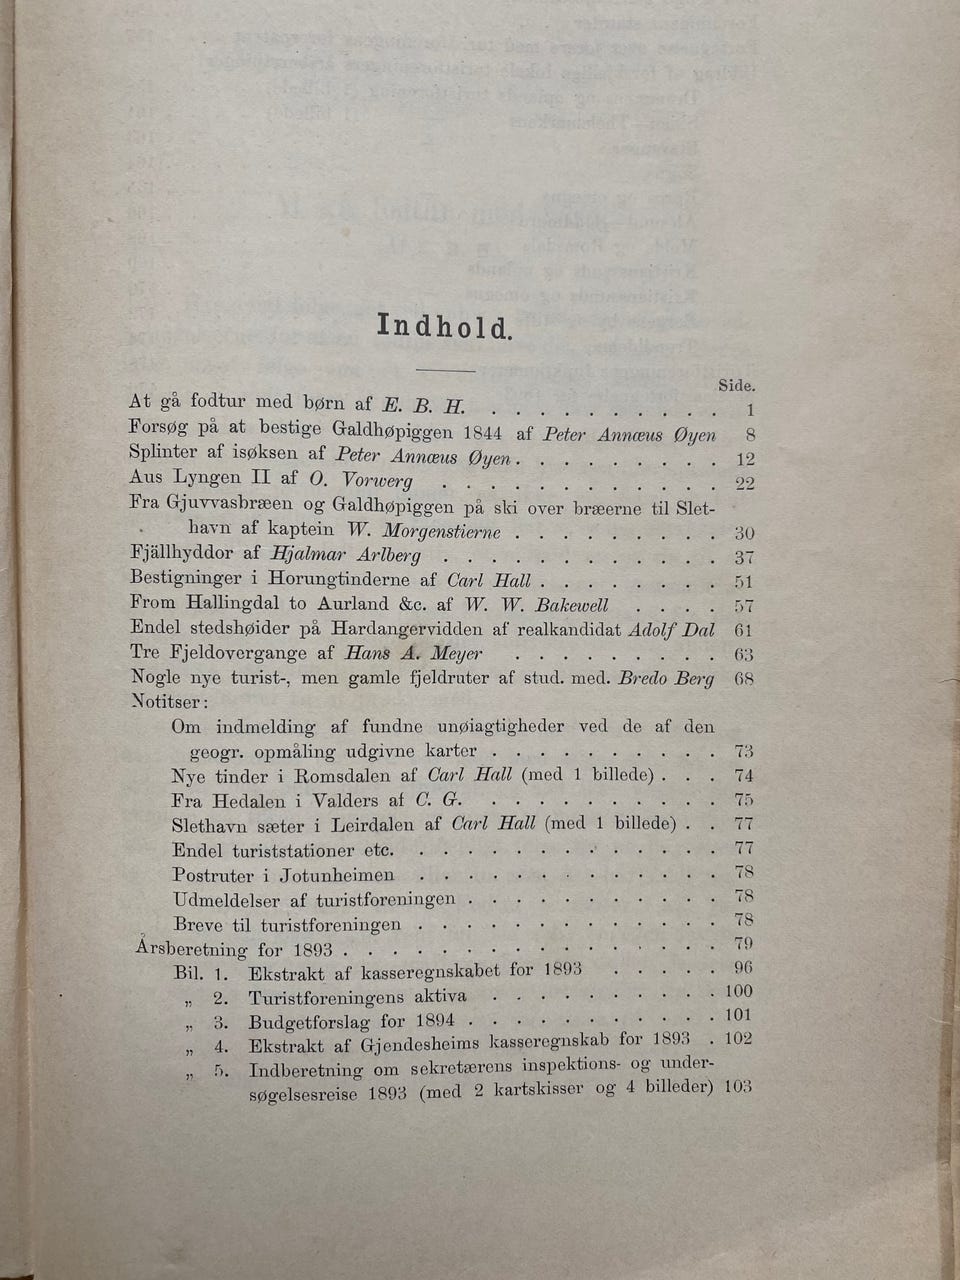 Indhold.
Side.
At gå fodtur med børn af E. B. H. . . . . . . . . . . 1
Forsøg på at bestige Galdhøpiggen 1844 af Peter Annæus Øyen 8
Splinter af isøksen af Peter Annæus Øyen . . . . . . . . . 12
Aus Lyngen II af O. Vorwerg . . . . . . . . . . . . 22
Fra Gjuvvasbræen og Galdhøpiggen på ski over bræerne til Slet-
havn af kaptein W. Morgenstierne . . . . . . . . . 30
Fjällhyddor af Hjalmar Arlberg . . . . . . . . . . . . 37
Bestigninger i Horungtinderne af Carl Hall . . . . . . . . 51
From Hallingdal to Aurland &c. af W. W. Bakewell . . . . 57
Endel stedshøider på Hardangervidden af realkandidat Adolf Dal 61
Tre Fjeldovergange af Hans A. Meyer . . . . . . . . . 63
Nogle nye turist-, men gamle fjeldruter af stud. med. Bredo Berg 68
Notitser:
Om indmelding af fundne unøiagtigheder ved de af den
geogr. opmåling udgivne karter . . . . . . . . . . 73
Nye tinder i Romsdalen af Carl Hall (med 1 billede) . . . 74
Fra Hedalen i Valders af C. G. . . . . . . . . . . . 75
Slethavn sæter i Leirdalen af Carl Hall (med 1 billede) . . 77
Endel turiststationer etc. . . . . . . . . . . . . . 77
Postruter i Jotunheimen . . . . . . . . . . . . . 78
Udmeldelser af turistforeningen . . . . . . . . . . . 78
Breve til turistforeningen . . . . . . . . . . . . . 78
Årsberetning for 1893 . . . . . . . . . . . . . . . . 79
Bil. 1. Ekstrakt af kasseregnskabet for 1893 . . . . . 96
„ 2. Turistforeningens aktiva . . . . . . . . . . 100
„ 3. Budgetforslag for 1894 . . . . . . . . . . . 101
„ 4. Ekstrakt af Gjendesheims kasseregnskab for 1893 . 102
„ 5. Indberetning om sekretærens inspektions- og under-
søgelsesreise 1893 (med 2 kartskisser og 4 billeder) 103